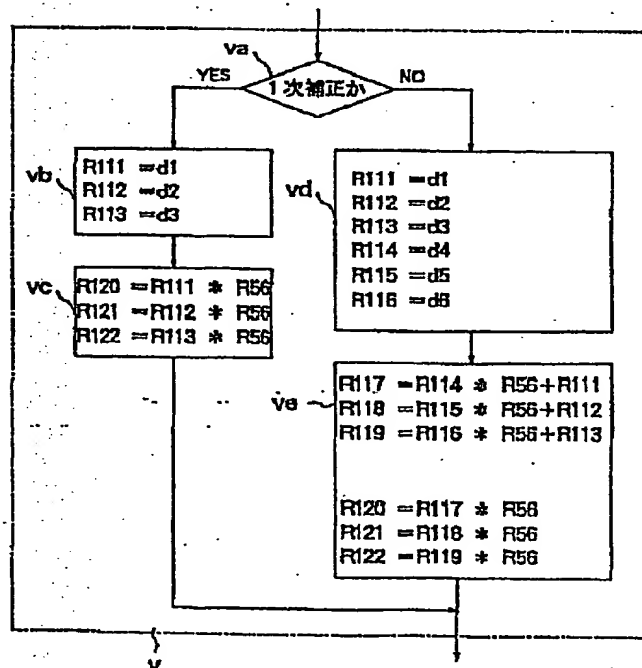 va
YES
1次補正か
NO
vb
R111 =d1
R112 =d2
R113 =d3
vc
R120 =R111 * R56
R121 =R112 * R56
R122 =R113 * R56
vd
R111 =d1
R112 =d2
R113 =d3
R114 =d4
R115 =d5
R116 =d6
ve
R117 =R114 * R56+R111
R118 =R115 * R56+R112
R119 =R116 * R56+R113
R120 =R117 * R56
R121 =R118 * R56
R122 =R119 * R56
V